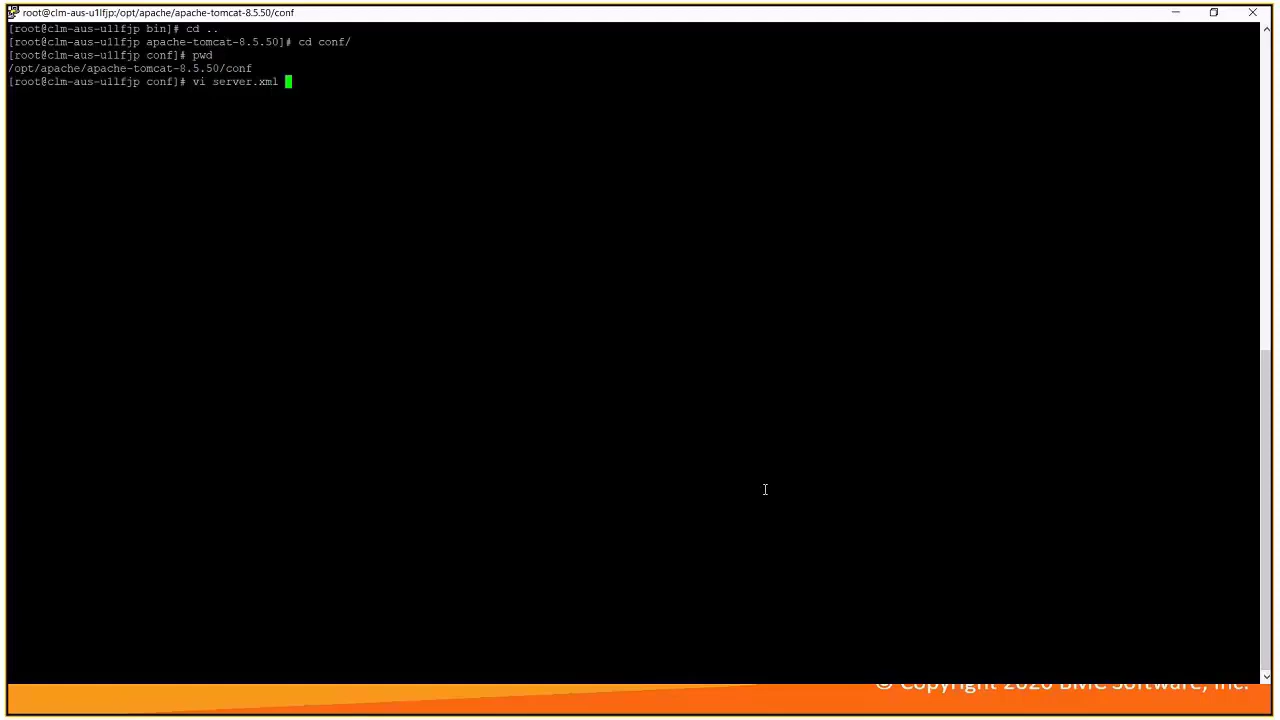 root@clm-aus-u1lfjp:/opt/apache/apache-tomcat-8.5.50/conf
[root@clm-aus-u1lfjp bin]# cd ..
[root@clm-aus-u1lfjp apache-tomcat-8.5.50]# cd conf/
[root@clm-aus-u1lfjp conf]# pwd
/opt/apache/apache-tomcat-8.5.50/conf
[root@clm-aus-u1lfjp conf]# vi server.xml
© Copyright 2020 BMC Software, Inc.